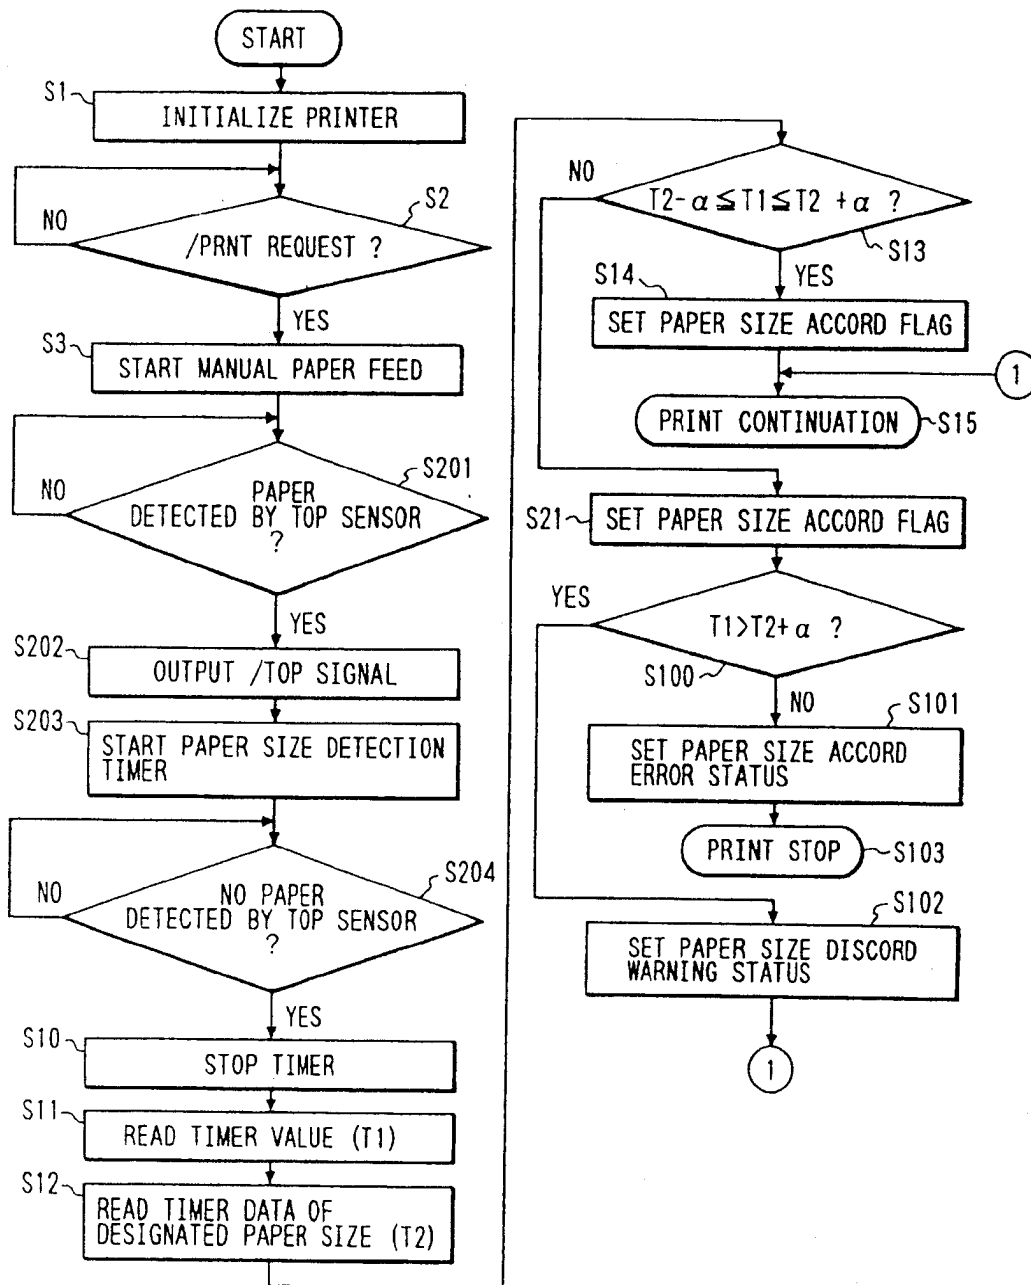 START
S1
INITIALIZE PRINTER
S2
NO
/PRNT REQUEST ?
YES
S3
START MANUAL PAPER FEED
S201
NO
PAPER
DETECTED BY TOP SENSOR
?
YES
S202
OUTPUT /TOP SIGNAL
S203
START PAPER SIZE DETECTION
TIMER
S204
NO
NO PAPER
DETECTED BY TOP SENSOR
?
YES
S10
STOP TIMER
S11
READ TIMER VALUE (T1)
S12
READ TIMER DATA OF
DESIGNATED PAPER SIZE (T2)
NO
T2-α≦T1≦T2+α ?
S13
S14
YES
SET PAPER SIZE ACCORD FLAG
1
PRINT CONTINUATION
S15
S21
SET PAPER SIZE ACCORD FLAG
YES
T1>T2+α ?
S100
NO
S101
SET PAPER SIZE ACCORD
ERROR STATUS
PRINT STOP
S103
S102
SET PAPER SIZE DISCORD
WARNING STATUS
1